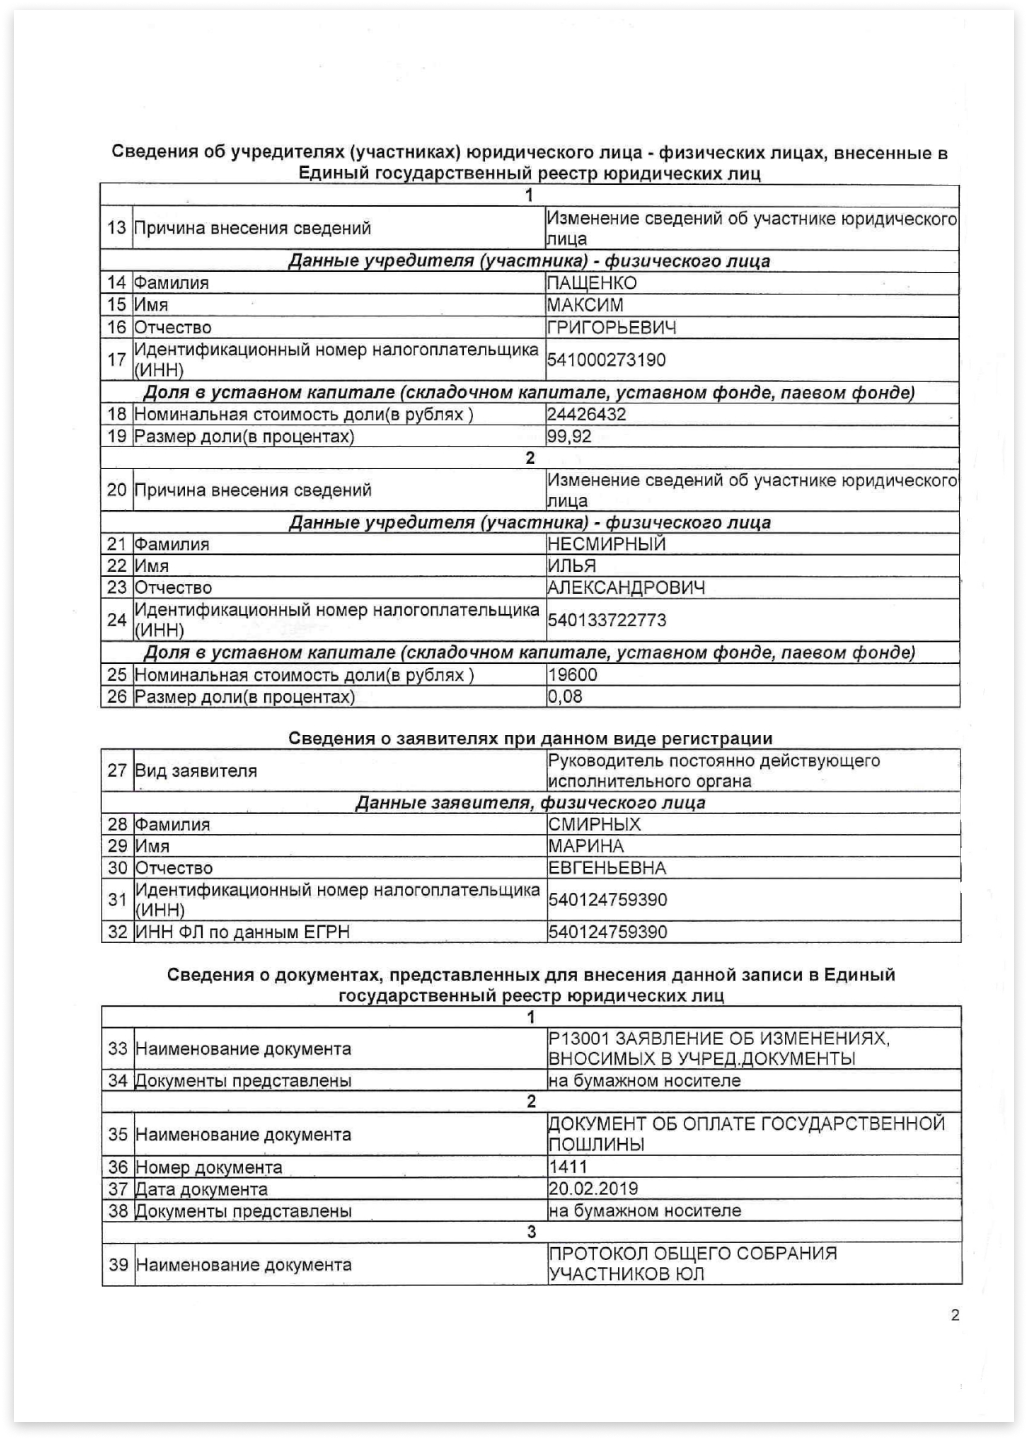 Сведения об учредителях (участниках) юридического лица - физических лицах, внесенные в
Единый государственный реестр юридических лиц
1
13 Причина внесения сведений Изменение сведений об участнике юридического
лица
Данные учредителя (участника) - физического лица
14 Фамилия ПАЩЕНКО
15 Имя МАКСИМ
16 Отчество ГРИГОРЬЕВИЧ
17 Идентификационный номер налогоплательщика
(ИНН) 541000273190
Доля в уставном капитале (складочном капитале, уставном фонде, паевом фонде)
18 Номинальная стоимость доли(в рублях ) 24426432
19 Размер доли(в процентах) 99,92
2
20 Причина внесения сведений Изменение сведений об участнике юридического
лица
Данные учредителя (участника) - физического лица
21 Фамилия НЕСМИРНЫЙ
22 Имя ИЛЬЯ
23 Отчество АЛЕКСАНДРОВИЧ
24 Идентификационный номер налогоплательщика
(ИНН) 540133722773
Доля в уставном капитале (складочном капитале, уставном фонде, паевом фонде)
25 Номинальная стоимость доли(в рублях ) 19600
26 Размер доли(в процентах) 0,08
Сведения о заявителях при данном виде регистрации
27 Вид заявителя Руководитель постоянно действующего
исполнительного органа
Данные заявителя, физического лица
28 Фамилия СМИРНЫХ
29 Имя МАРИНА
30 Отчество ЕВГЕНЬЕВНА
31 Идентификационный номер налогоплательщика
(ИНН) 540124759390
32 ИНН ФЛ по данным ЕГРН 540124759390
Сведения о документах, представленных для внесения данной записи в Единый
государственный реестр юридических лиц
1
33 Наименование документа Р13001 ЗАЯВЛЕНИЕ ОБ ИЗМЕНЕНИЯХ,
ВНОСИМЫХ В УЧРЕД.ДОКУМЕНТЫ
34 Документы представлены на бумажном носителе
2
35 Наименование документа ДОКУМЕНТ ОБ ОПЛАТЕ ГОСУДАРСТВЕННОЙ
ПОШЛИНЫ
36 Номер документа 1411
37 Дата документа 20.02.2019
38 Документы представлены на бумажном носителе
3
39 Наименование документа ПРОТОКОЛ ОБЩЕГО СОБРАНИЯ
УЧАСТНИКОВ ЮЛ
2